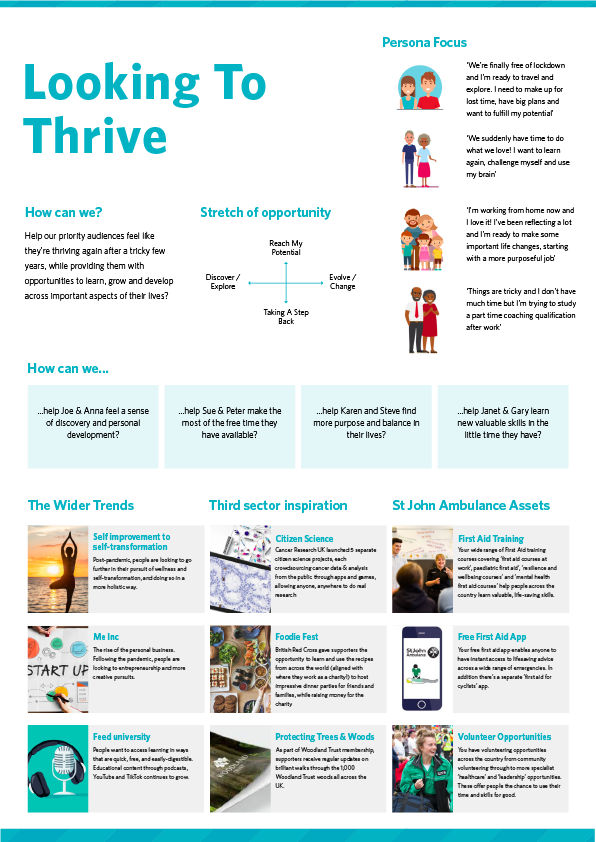 Looking To
Thrive
Persona Focus
'We're finally free of lockdown
and I'm ready to travel and
explore. I need to make up for
lost time, have big plans and
want to fulfill my potential'
'We suddenly have time to do
what we love! I want to learn
again, challenge myself and use
my brain'
'I'm working from home now and
I love it! I've been reflecting a lot
and I'm ready to make some
important life changes, starting
with a more purposeful job'
'Things are tricky and I don't have
much time but I'm trying to study
a part time coaching qualification
after work'
How can we?
Help our priority audiences feel like
they're thriving again after a tricky few
years, while providing them with
opportunities to learn, grow and develop
across important aspects of their lives?
Stretch of opportunity
Reach My
Potential
Discover /
Explore
Evolve /
Change
Taking A Step
Back
How can we...
...help Joe & Anna feel a sense
of discovery and personal
development?
...help Sue & Peter make the
most of the free time they
have available?
...help Karen and Steve find
more purpose and balance in
their lives?
...help Janet & Gary learn
new valuable skills in the
little time they have?
The Wider Trends
Self improvement to
self-transformation
Post-pandemic, people are looking to go
further in their pursuit of wellness and
self-transformation, and doing so in a
more holistic way.
START UP
Me Inc
The rise of the personal business.
Following the pandemic, people are
looking to entrepreneurship and more
creative pursuits.
Feed university
People want to access learning in ways
that are quick, free, and easily-digestible.
Educational content through podcasts,
YouTube and TikTok continues to grow.
Third sector inspiration
Citizen Science
Cancer Research UK launched 5 separate
citizen science projects, each
crowdsourcing cancer data & analysis
from the public through apps and games,
allowing anyone, anywhere to do real
research
Foodie Fest
British Red Cross gave supporters the
opportunity to learn and use the recipes
from across the world (aligned with
where they work as a charity!) to host
impressive dinner parties for friends and
families, while raising money for the
charity
Protecting Trees & Woods
As part of Woodland Trust membership,
supporters receive regular updates on
brilliant walks through the 1,000
Woodland Trust woods all across the
UK.
St John Ambulance Assets
First Aid Training
Your wide range of First Aid training
courses covering 'first aid courses at
work', 'paediatric first aid', 'resilience and
wellbeing courses' and 'mental health
first aid courses' help people across the
country learn valuable, life-saving skills.
St John
Ambulance
Free First Aid App
Your free first aid app enables anyone to
have instant access to lifesaving advice
across a wide range of emergencies. In
addition there's a separate 'first aid for
cyclists' app.
Volunteer Opportunities
You have volunteering opportunities
across the country from community
volunteering through to more specialist
'healthcare' and 'leadership' opportunities.
These offer people the chance to use their
time and skills for good.